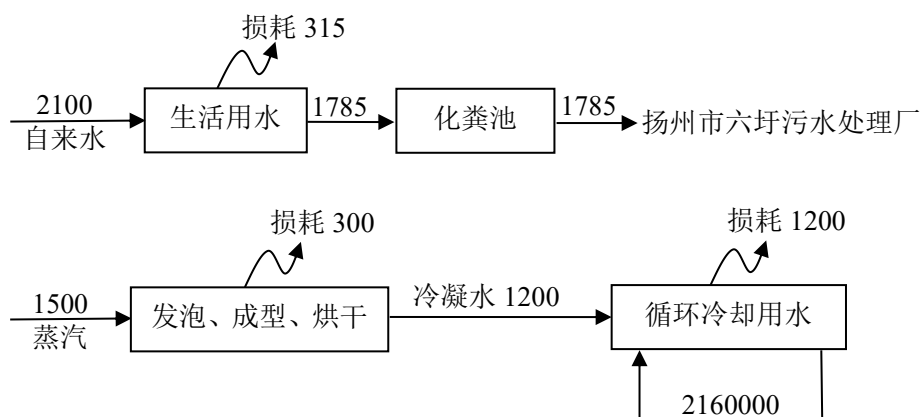 损耗 315
2100
自来水
生活用水
1785
化粪池
1785
扬州市六圩污水处理厂
损耗 300
损耗 1200
1500
蒸汽
发泡、成型、烘干
冷凝水 1200
循环冷却用水
2160000